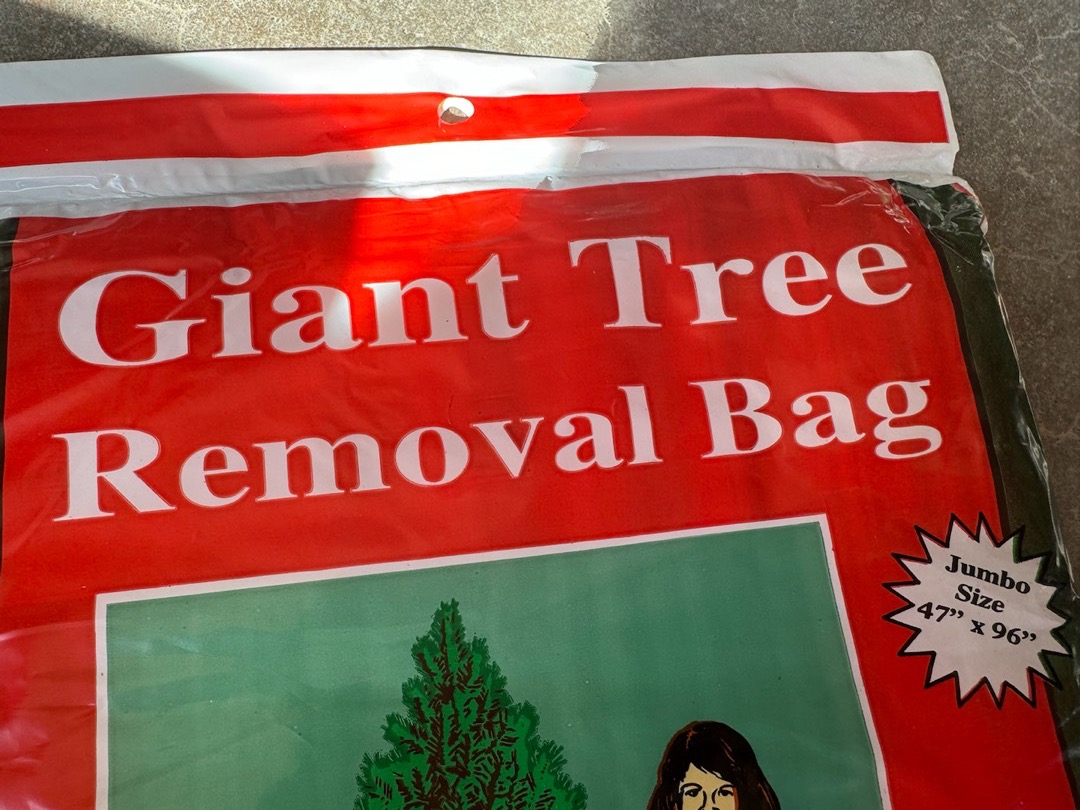 Giant Tree
Removal Bag
Jumbo
Size
47” x 96”